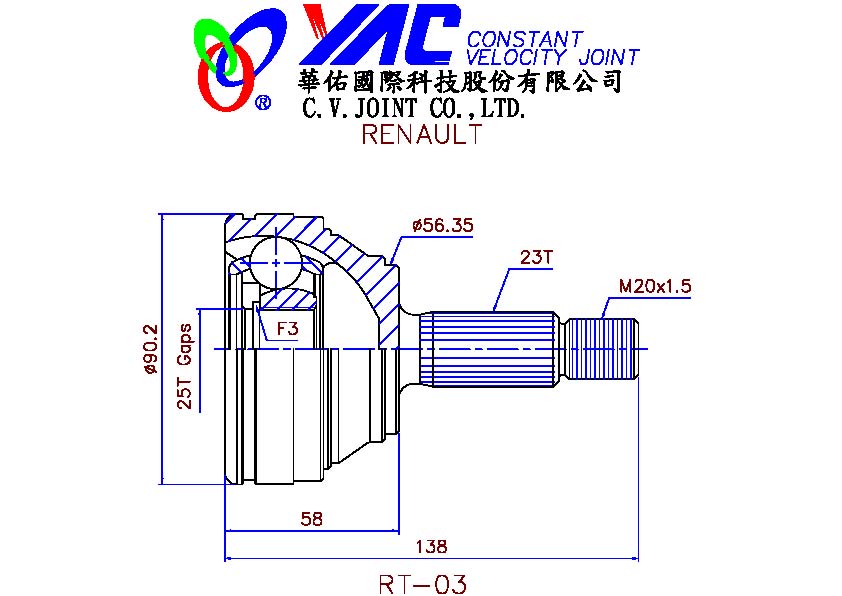 YAC CONSTANT
VELOCITY JOINT
華佑國際科技股份有限公司
®
C.V.JOINT CO.,LTD.
RENAULT
ø56.35
23T
M20x1.5
F3
ø90.2
25T Gaps
58
138
RT-03